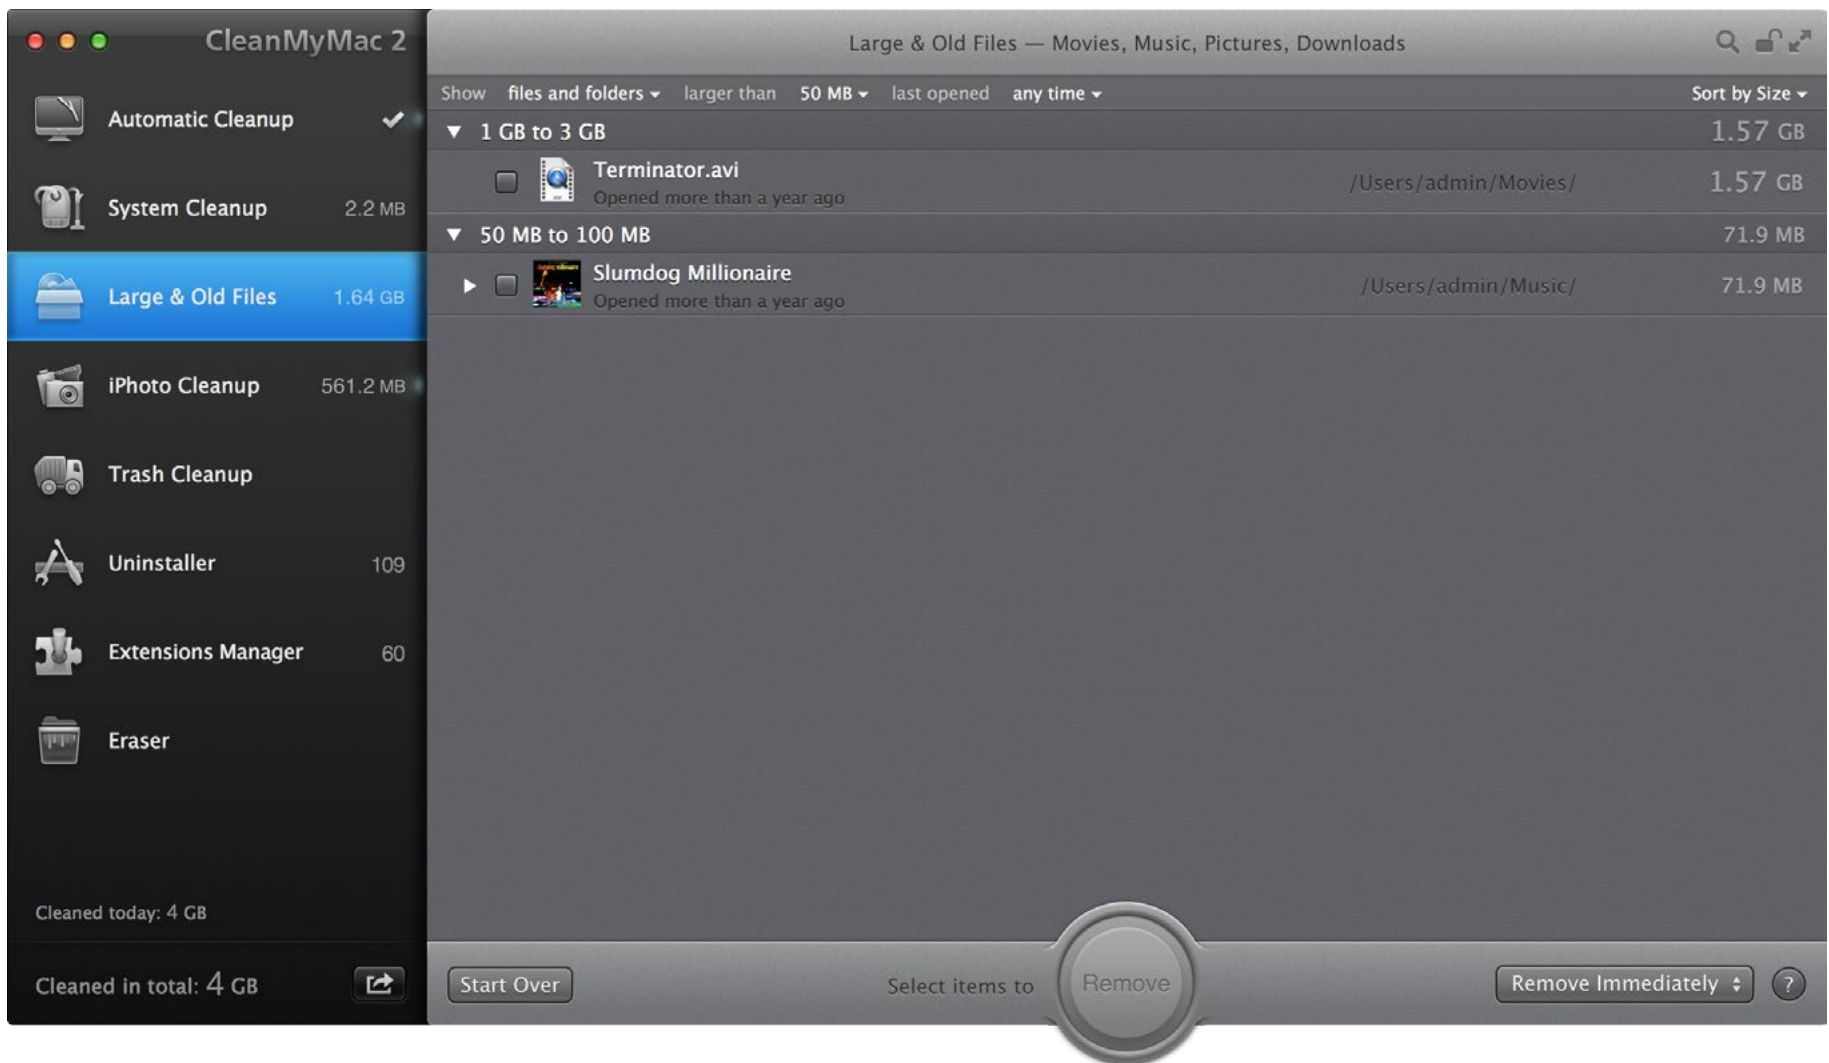 CleanMyMac 2
Automatic Cleanup
System Cleanup 2.2 MB
Large & Old Files 1.64 GB
iPhoto Cleanup 561.2 MB
Trash Cleanup
Uninstaller 109
Extensions Manager 60
Eraser
Cleaned today: 4 GB
Cleaned in total: 4 GB
Large & Old Files — Movies, Music, Pictures, Downloads
Show files and folders larger than 50 MB last opened any time Sort by Size
1 GB to 3 GB 1.57 GB
Terminator.avi
Opened more than a year ago
/Users/admin/Movies/ 1.57 GB
50 MB to 100 MB 71.9 MB
Slumdog Millionaire
Opened more than a year ago
/Users/admin/Music/ 71.9 MB
Start Over Select items to Remove Remove Immediately ?